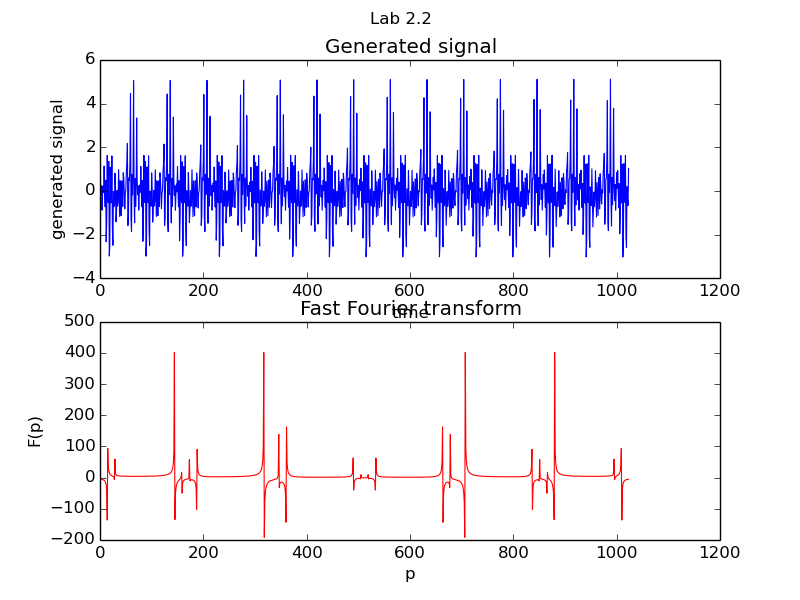 Lab 2.2
Generated signal
6
4
2
0
−2
−4
generated signal
0 200 400 600 800 1000 1200
time
Fast Fourier transform
500
400
300
200
100
0
−100
−200
F(p)
0 200 400 600 800 1000 1200
p